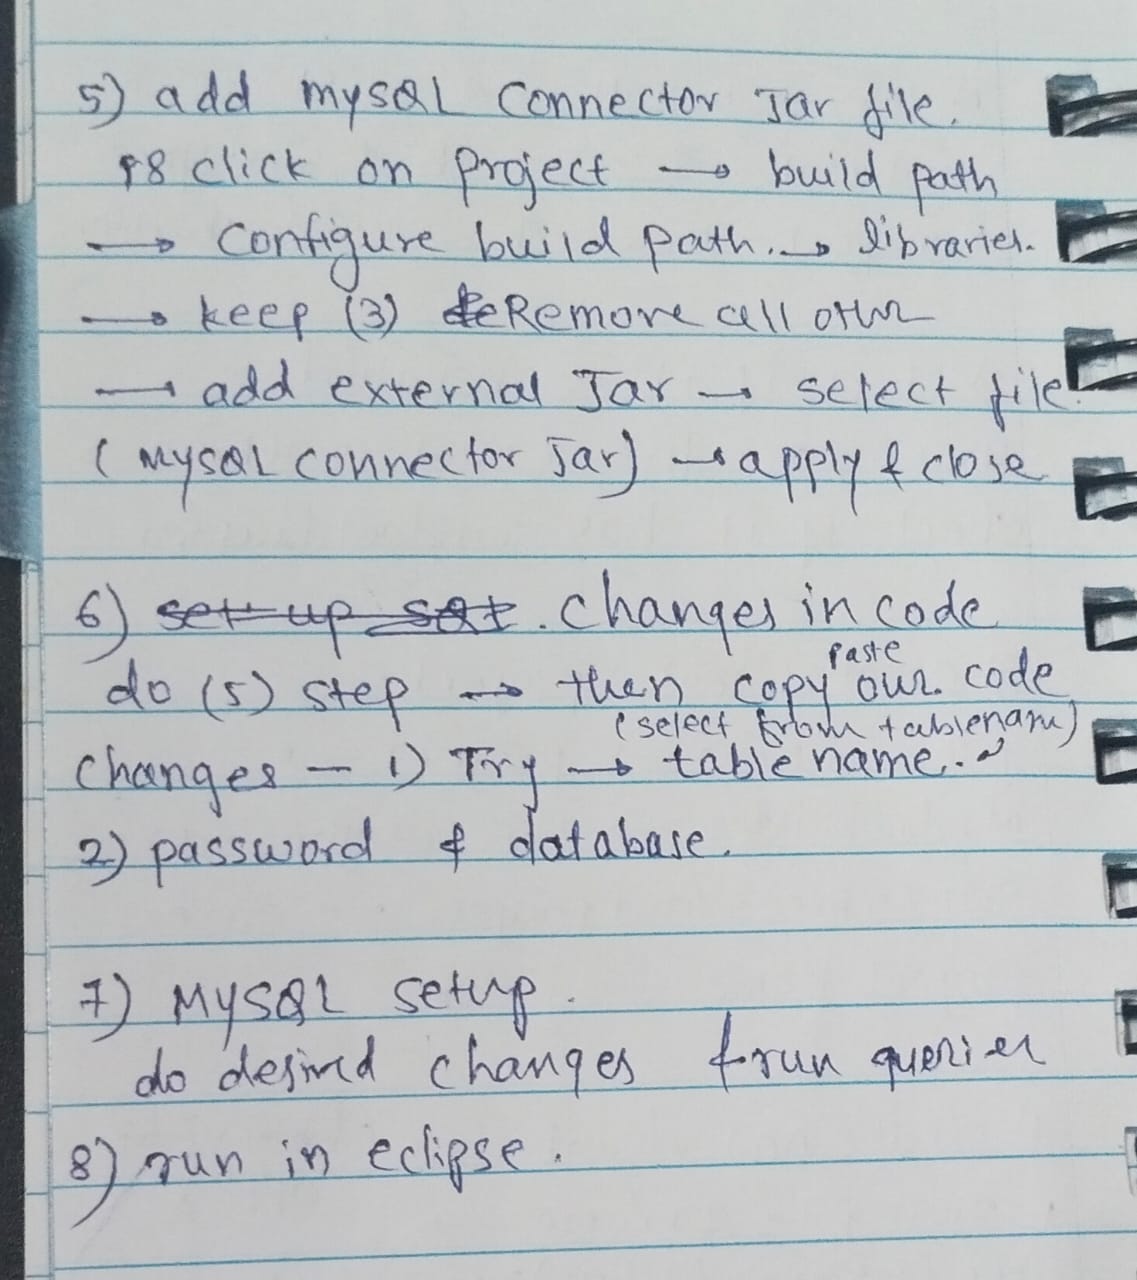 5) add mysQL Connector Jar file.
r8 click on Project → build path
→ Configure build path. → libraries.
→ keep (3) Remove all other
→ add external Jar → select file.
(MysQL connector Jar) → apply & close
6) set up set. Changes in code
paste
do (5) step → then copy our code
(select from tablename)
Changes – 1) Try → table name.
2) password & database.
7) MySQL setup.
do desired changes & run queries
8) run in eclipse.